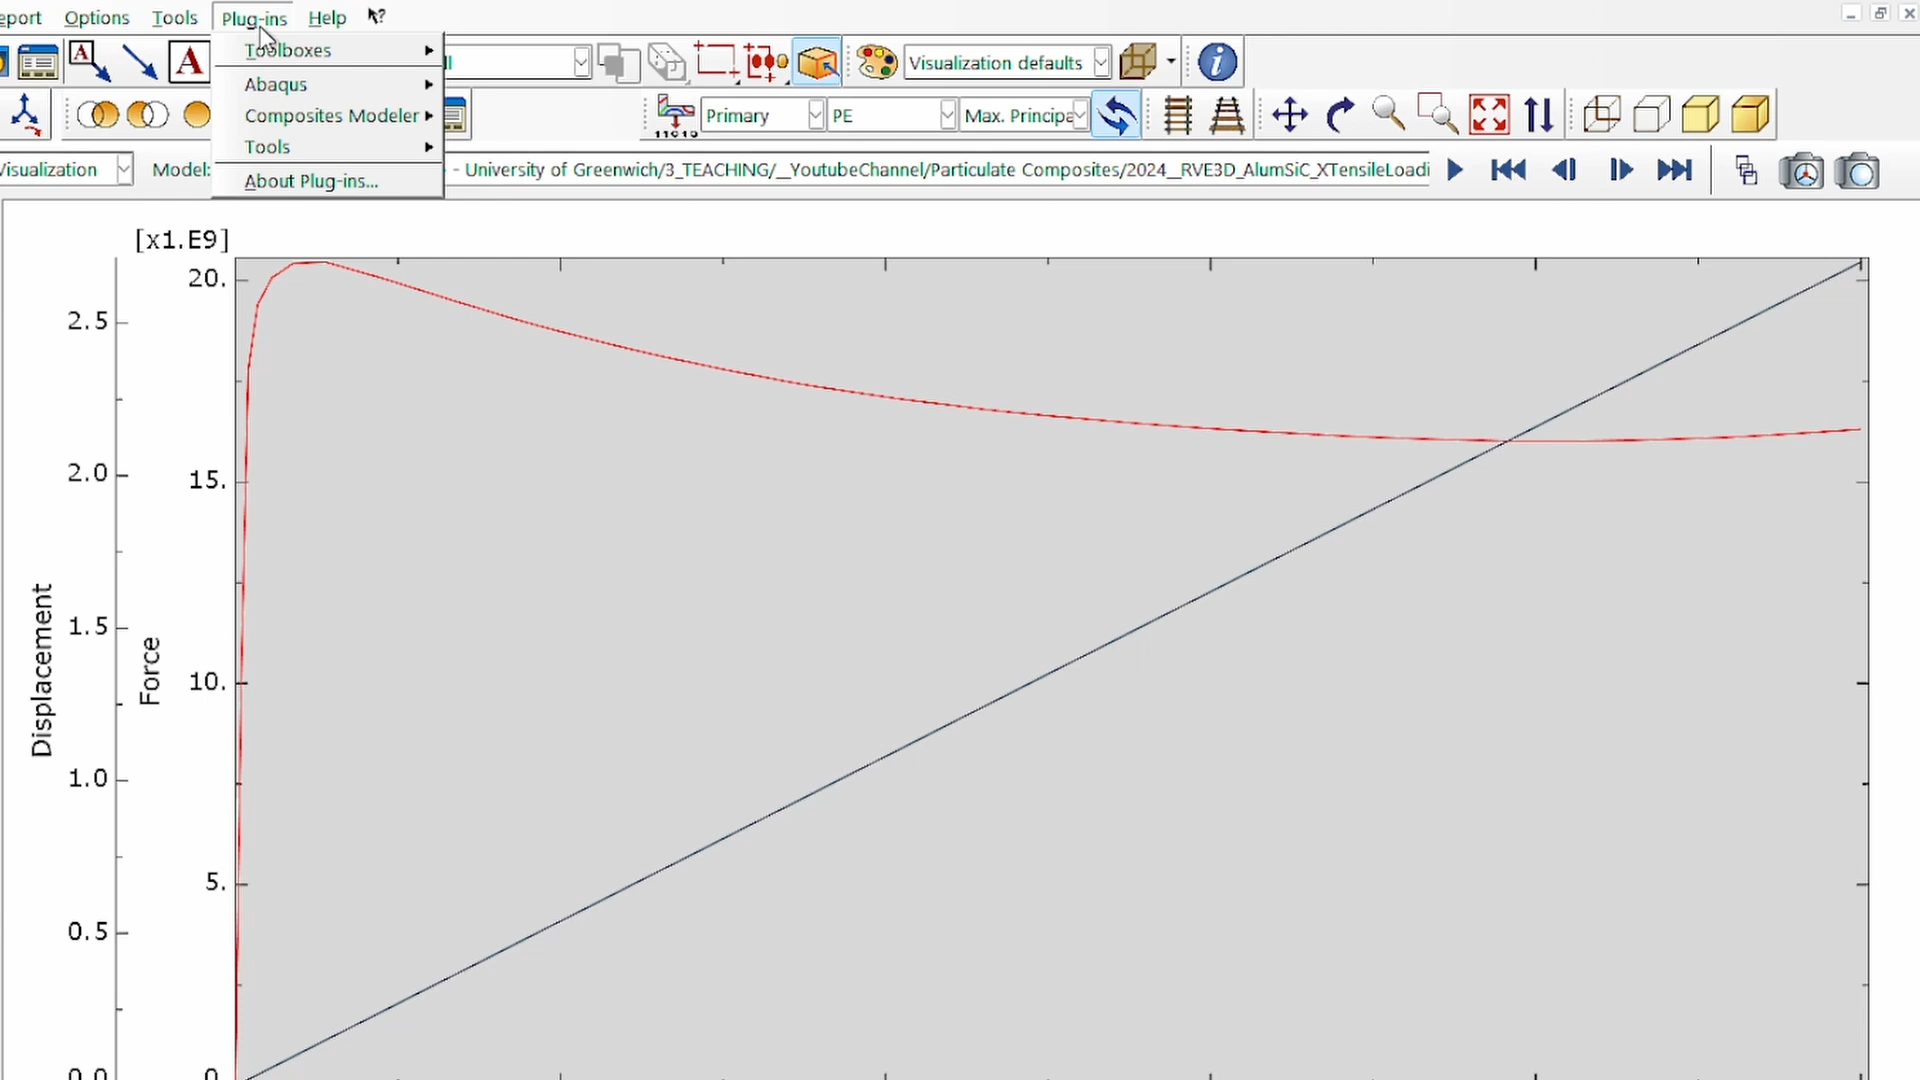 eport Options Tools Plug-ins Help
Toolboxes
Abaqus
Composites Modeler
Tools
About Plug-ins...
A
A
ll
Visualization defaults
i
Primary
PE
Max. Principa
isualization
Model:
- University of Greenwich/3_TEACHING/__YoutubeChannel/Particulate Composites/2024__RVE3D_AlumSiC_XTensileLoadi
[x1.E9]
20.
2.5
15.
2.0
1.5
10.
1.0
5.
0.5
0.0
0.
Displacement
Force